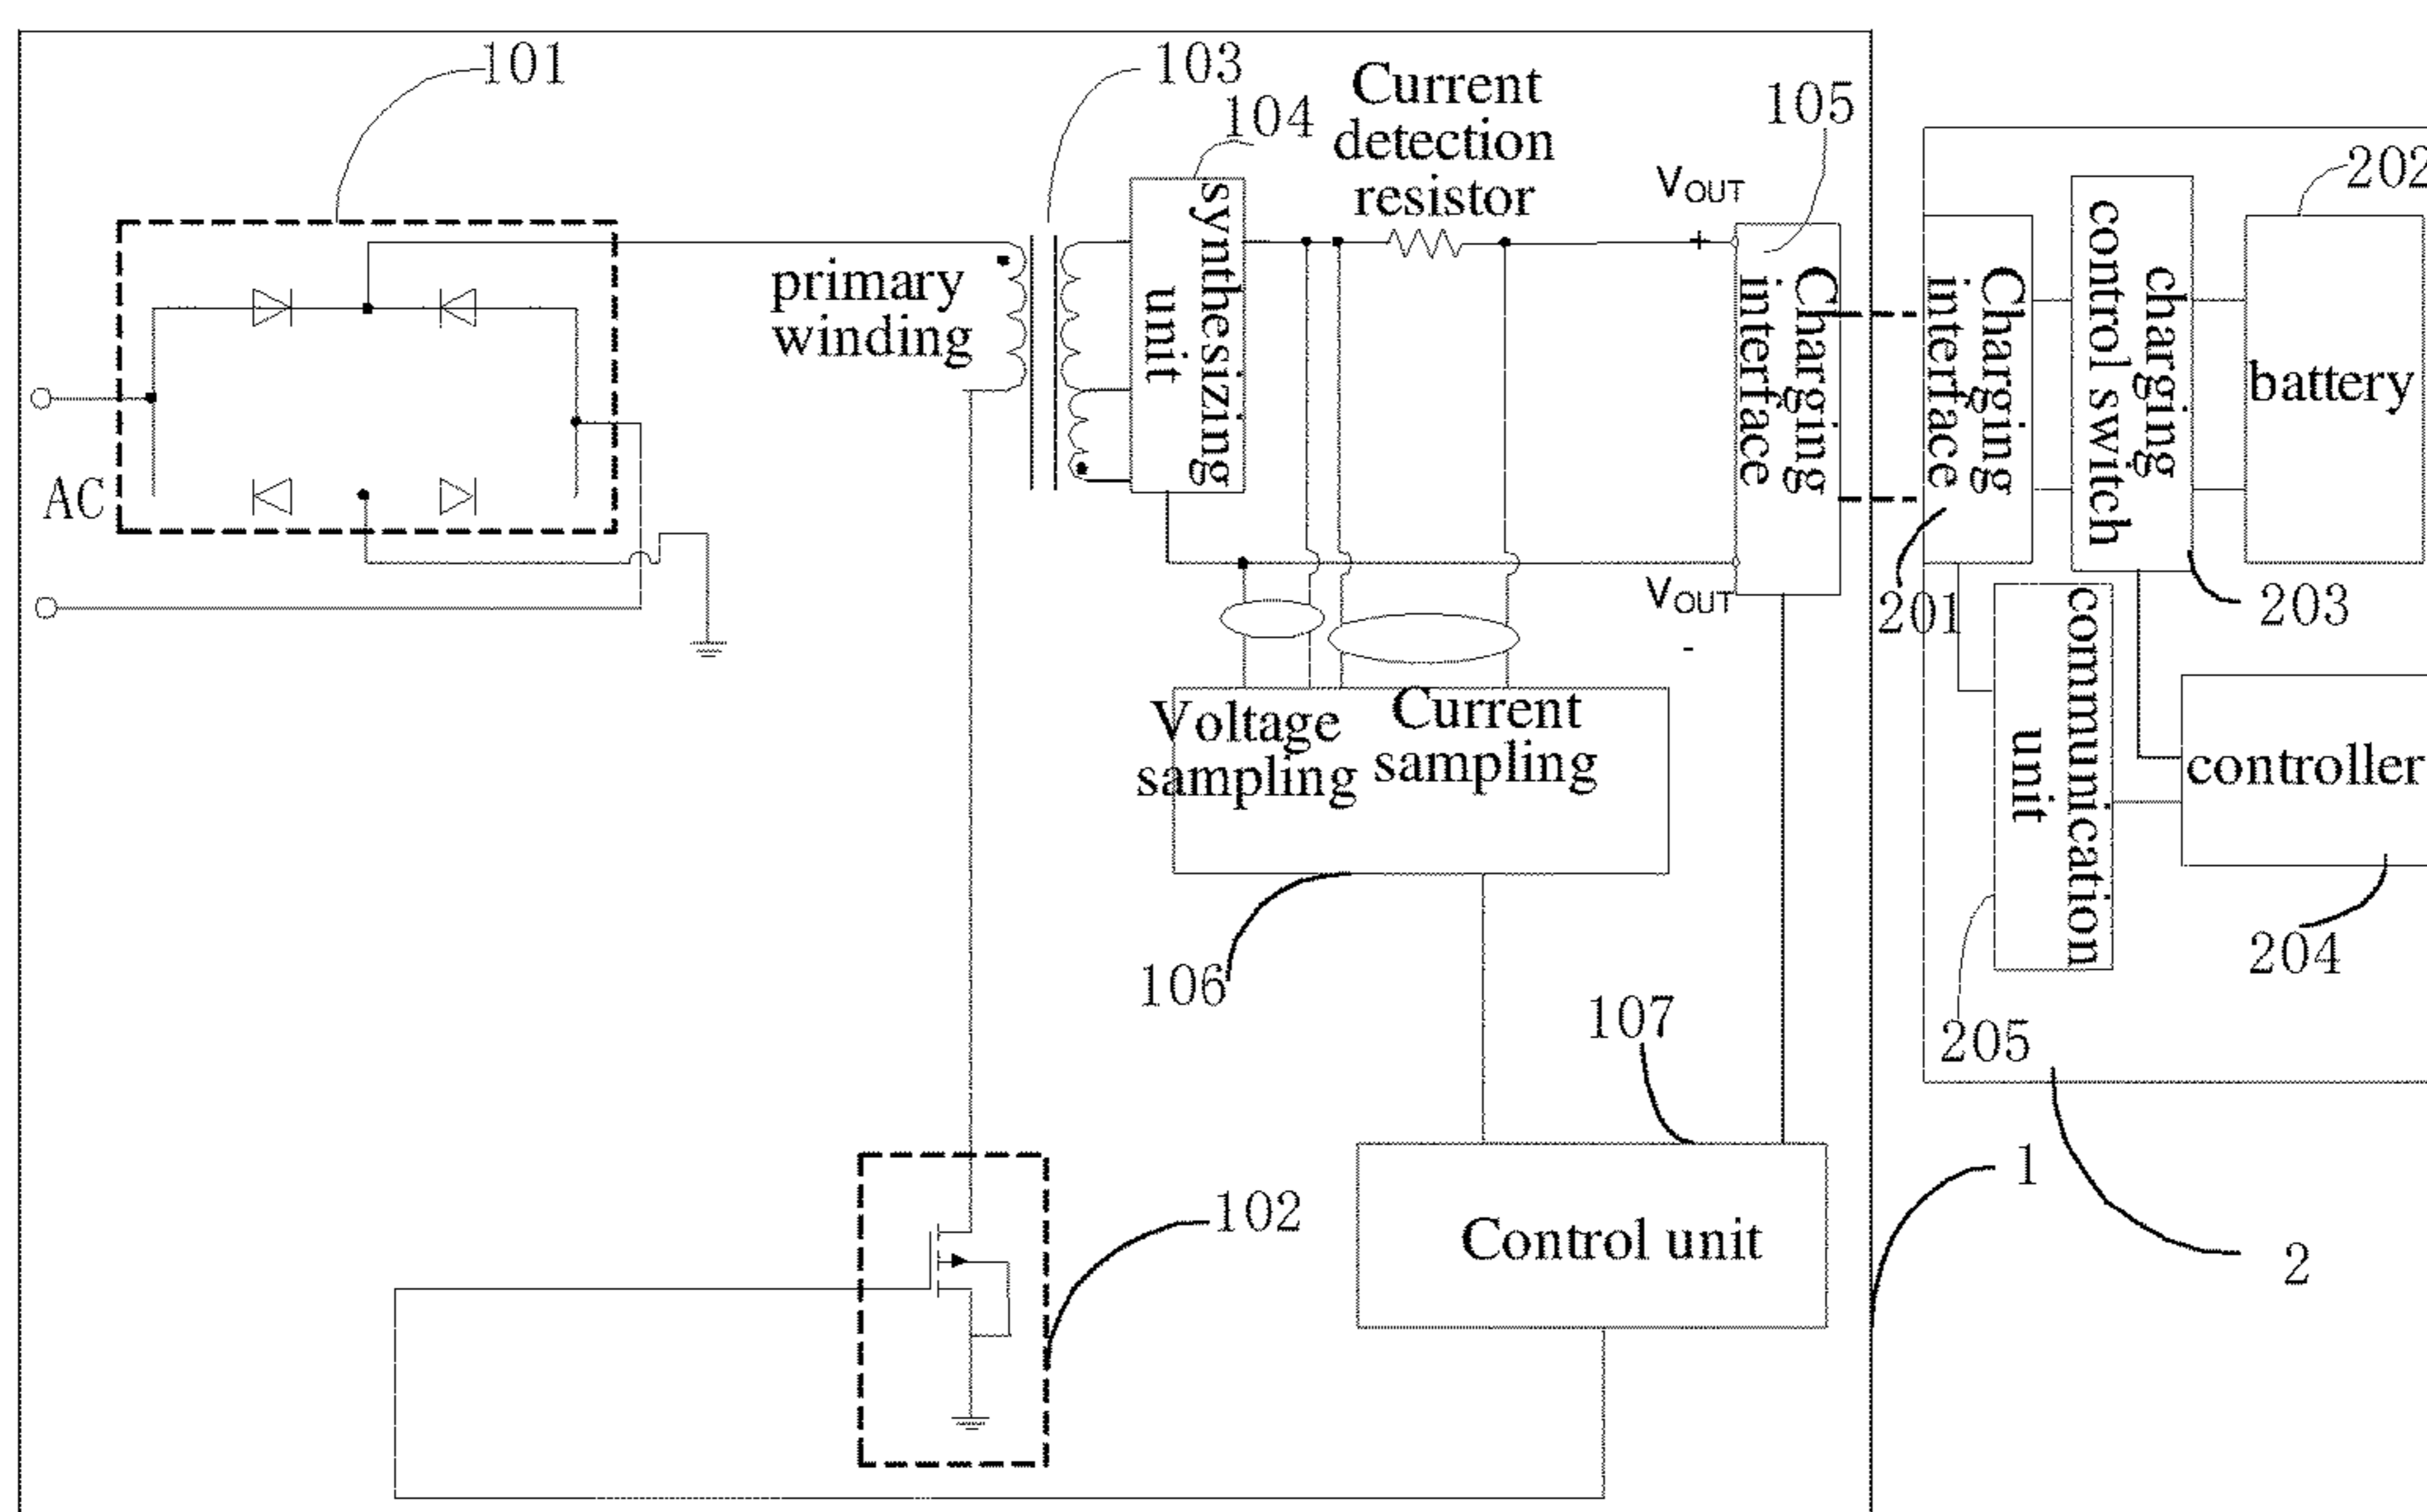 101
103
104
Current
detection
resistor
105
VOUT
+
202
primary
winding
synthesizing
unit
Charging
interface
Charging
interface
charging
control switch
battery
AC
VOUT
-
201
203
Voltage
sampling
Current
sampling
communication
unit
controller
106
204
107
205
1
102
Control unit
2